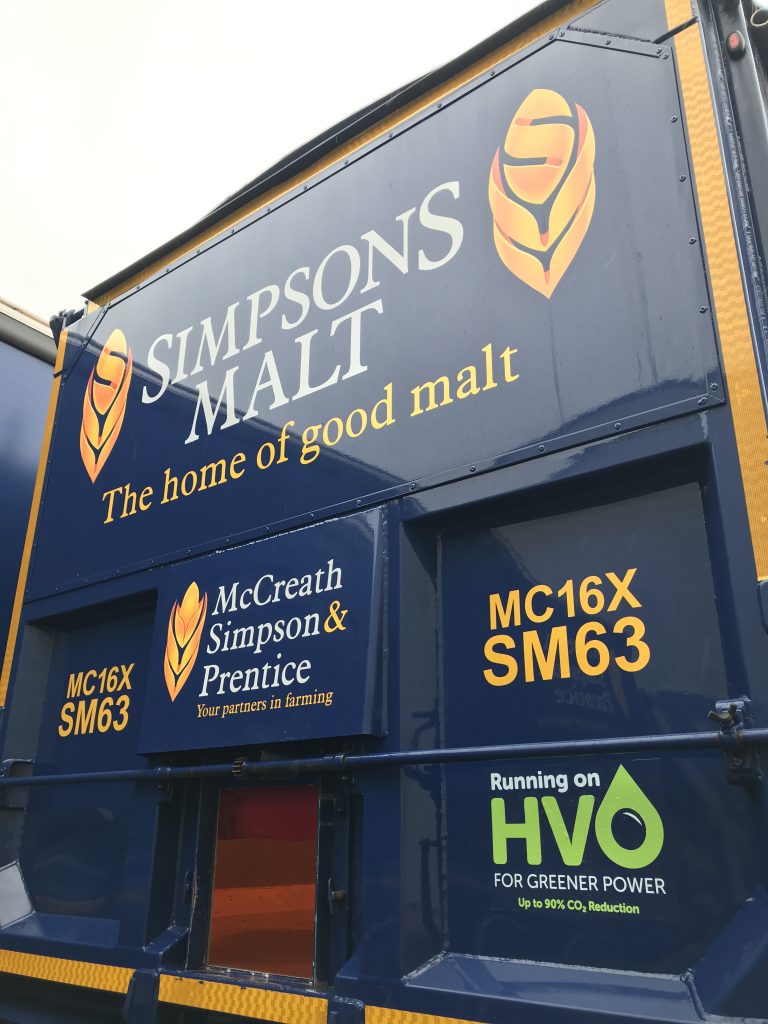 SIMPSONS
MALT
The home of good malt
McCreath
Simpson &
Prentice
Your partners in farming
MC16X
SM63
MC16X
SM63
Running on
HVO
FOR GREENER POWER
Up to 90% CO₂ Reduction